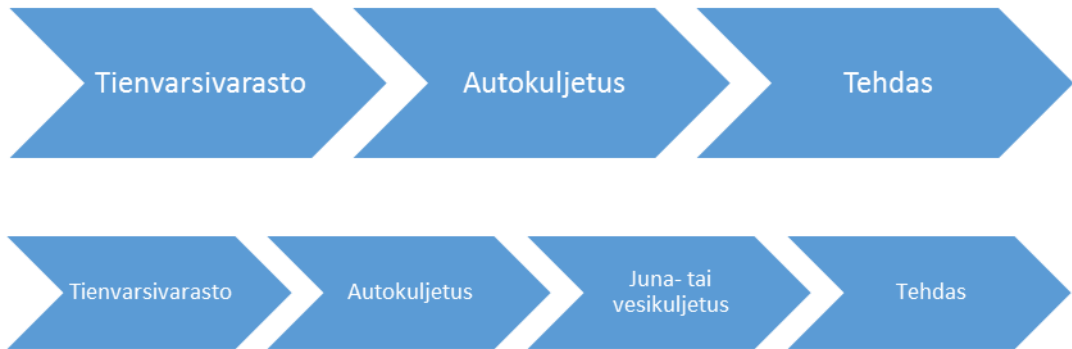 Tienvarsivarasto
Autokuljetus
Tehdas
Tienvarsivarasto
Autokuljetus
Juna- tai
vesikuljetus
Tehdas